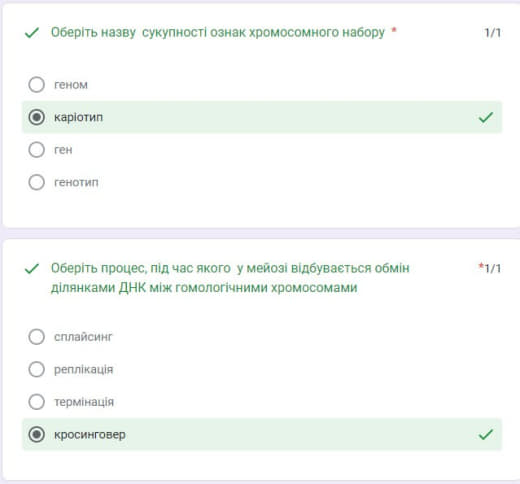 Оберіть назву сукупності ознак хромосомного набору * 1/1
геном
каріотип
ген
генотип
Оберіть процес, під час якого у мейозі відбувається обмін *1/1
ділянками ДНК між гомологічними хромосомами
сплайсинг
реплікація
термінація
кросинговер